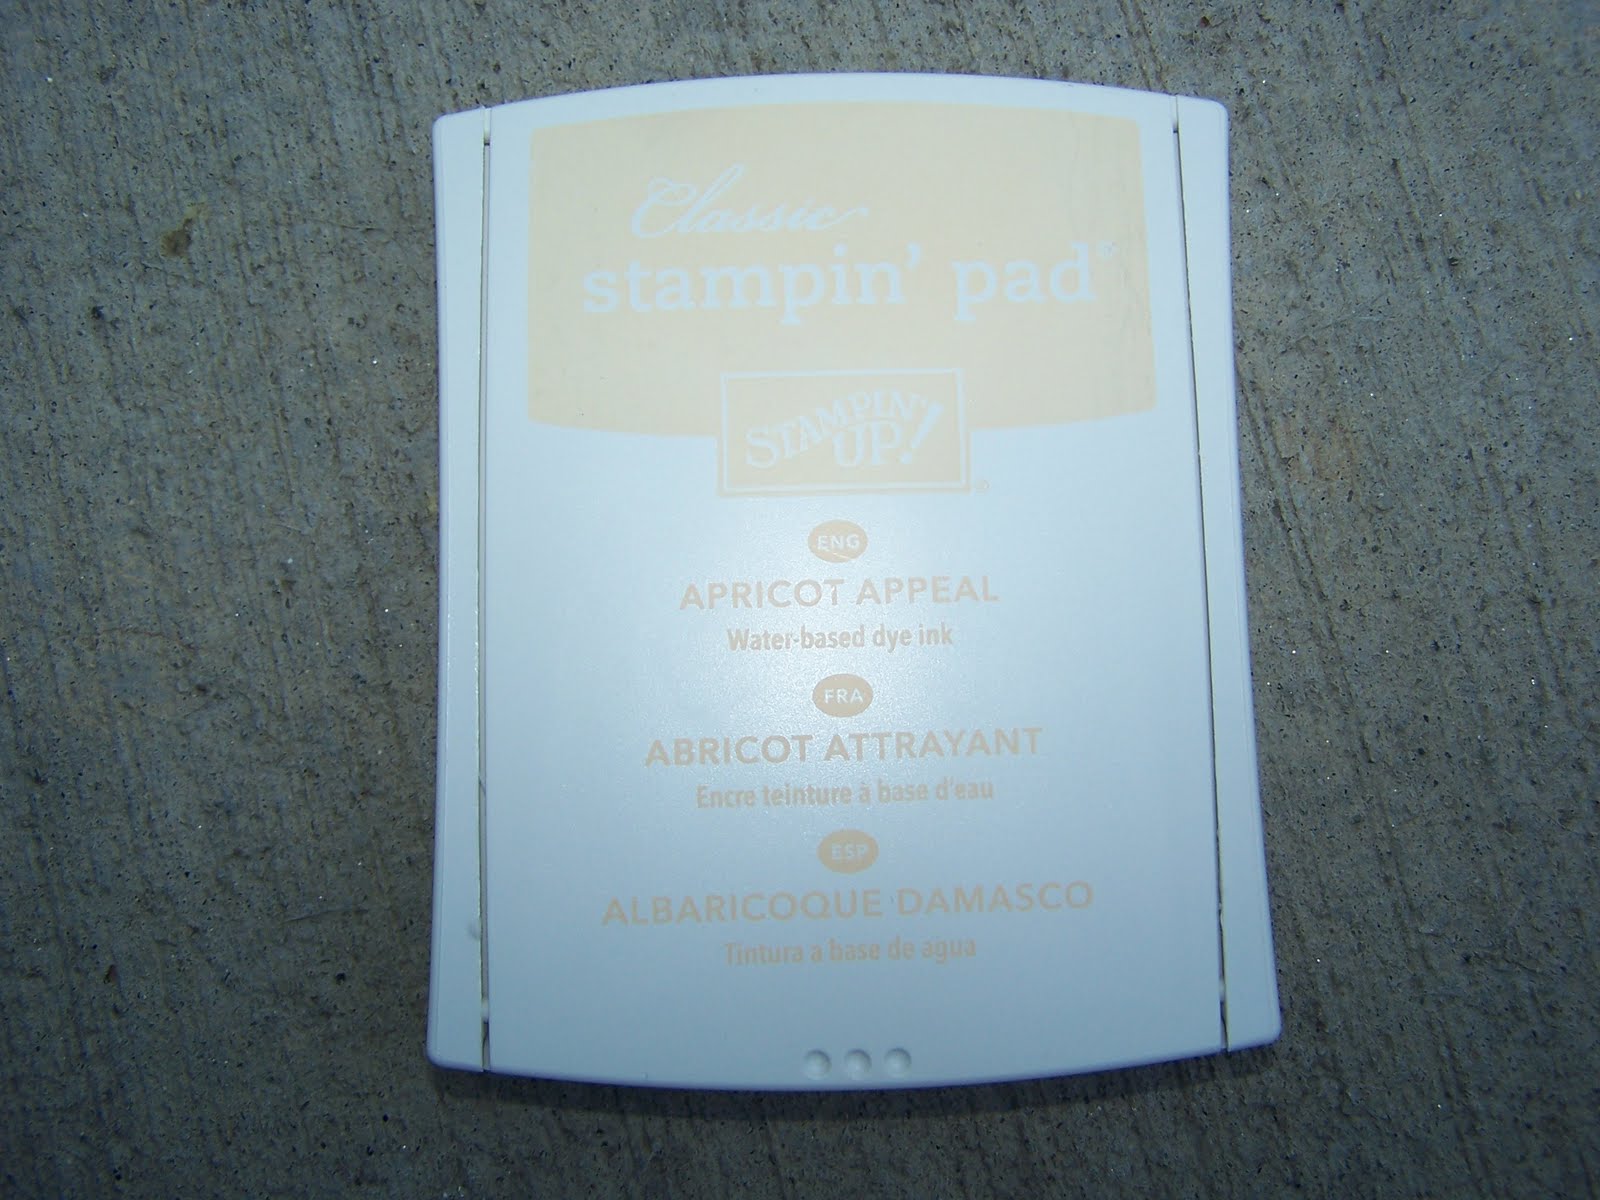 Classic
stampin' pad®
STAMPIN'
UP!®
ENG
APRICOT APPEAL
Water-based dye ink
FRA
ABRICOT ATTRAYANT
Encre teinture à base d'eau
ESP
ALBARICOQUE DAMASCO
Tintura a base de agua